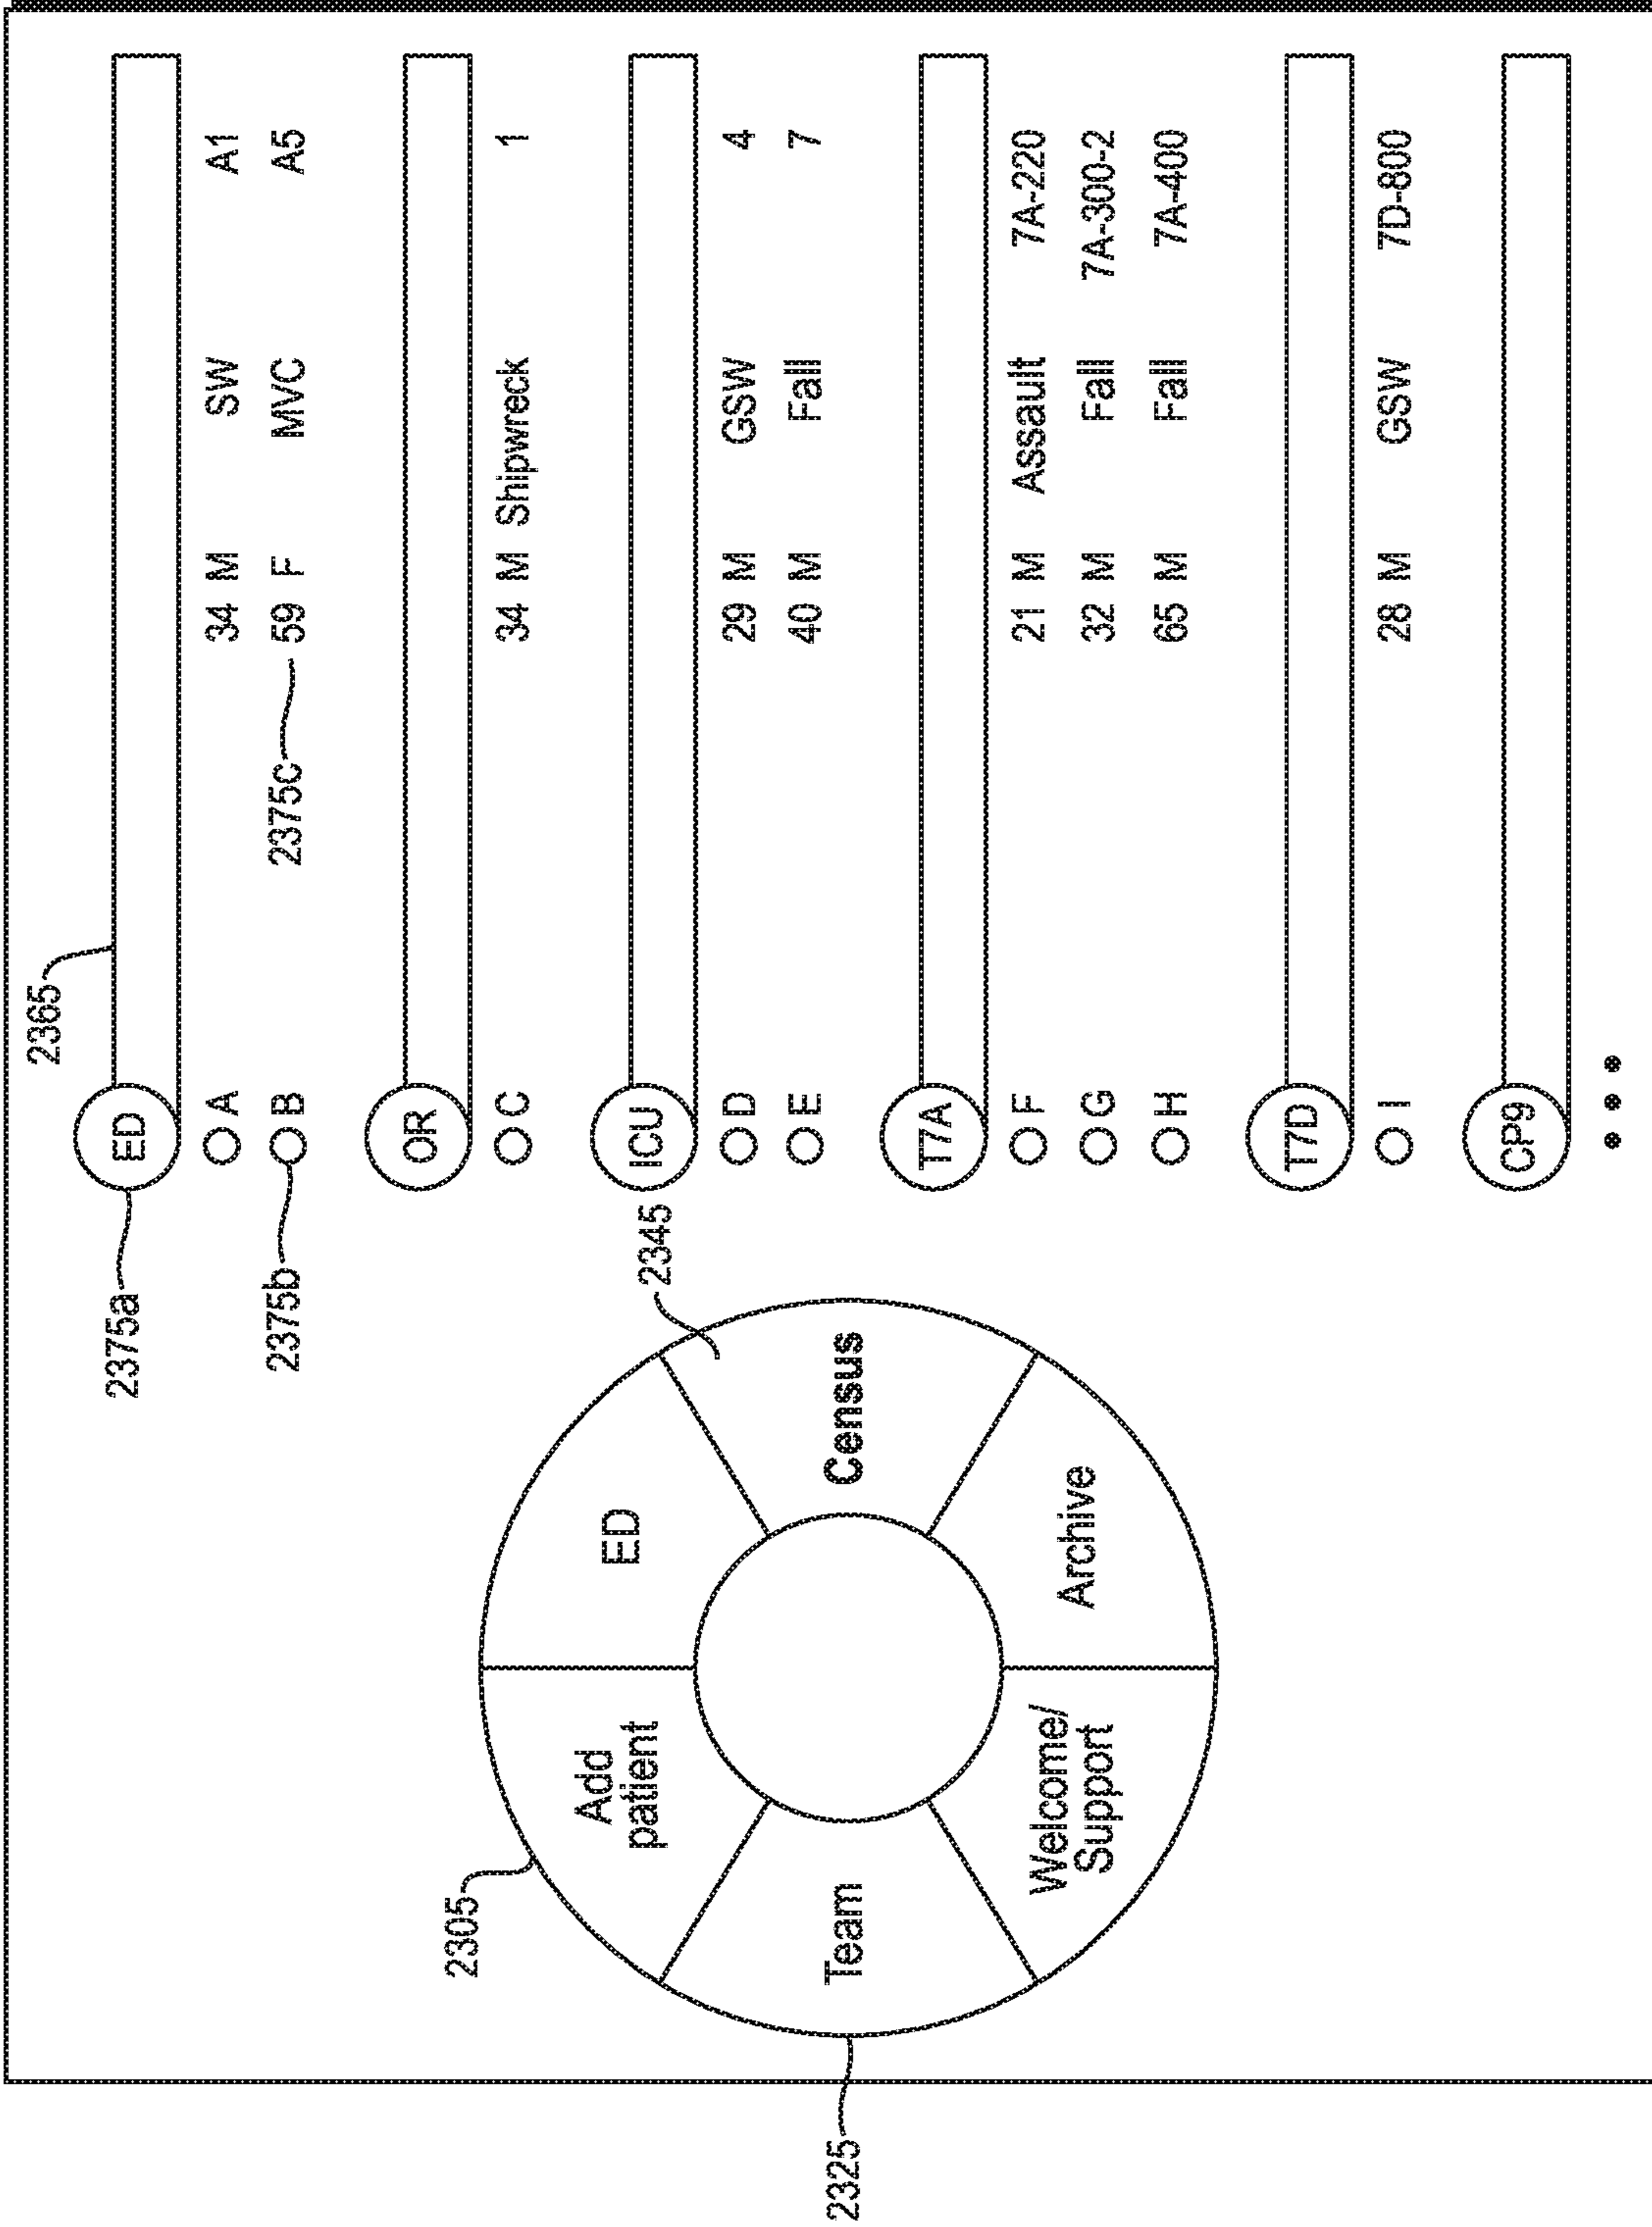 2365
2375a
ED
A 34 M SW A1
2375b
B
2375c
59 F MVC A5
OR
C 34 M Shipwreck 1
ICU
D 29 M GSW 4
E 40 M Fall 7
T7A
F 21 M Assault 7A-220
G 32 M Fall 7A-300-2
H 65 M Fall 7A-400
T7D
I 28 M GSW 7D-800
CP9
2305
2325
2345
Add
patient
ED
Census
Archive
Welcome/
Support
Team